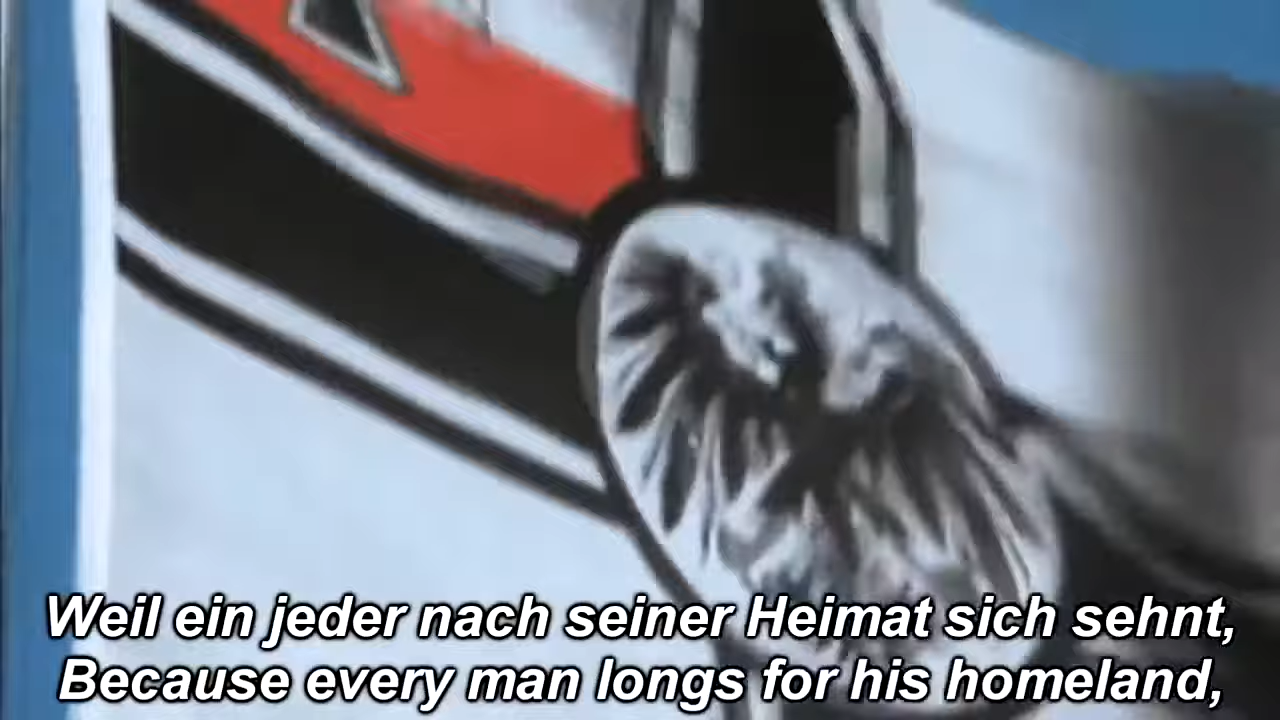 Weil ein jeder nach seiner Heimat sich sehnt,
Because every man longs for his homeland,